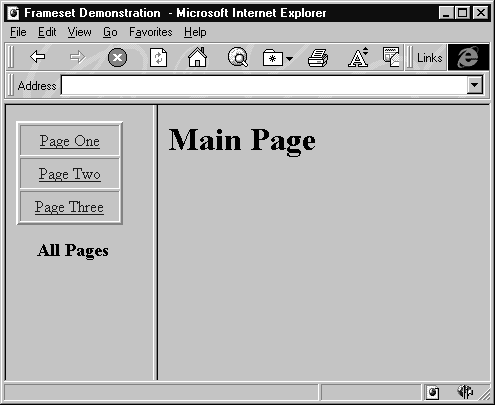 Frameset Demonstration - Microsoft Internet Explorer
File Edit View Go Favorites Help
Links
Address
Page One
Page Two
Page Three
All Pages
Main Page